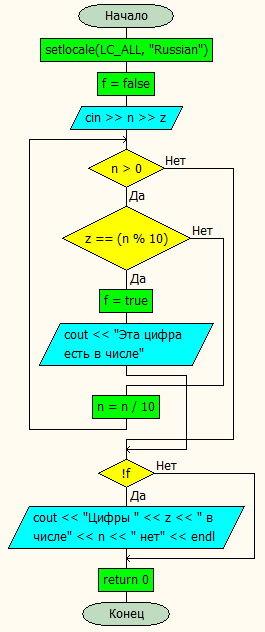 Начало
setlocale(LC_ALL, "Russian")
f = false
cin >> n >> z
n > 0
Нет
Да
z == (n % 10)
Нет
Да
f = true
cout << "Эта цифра
есть в числе"
n = n / 10
!f
Нет
Да
cout << "Цифры " << z << " в
числе" << n << " нет" << endl
return 0
Конец